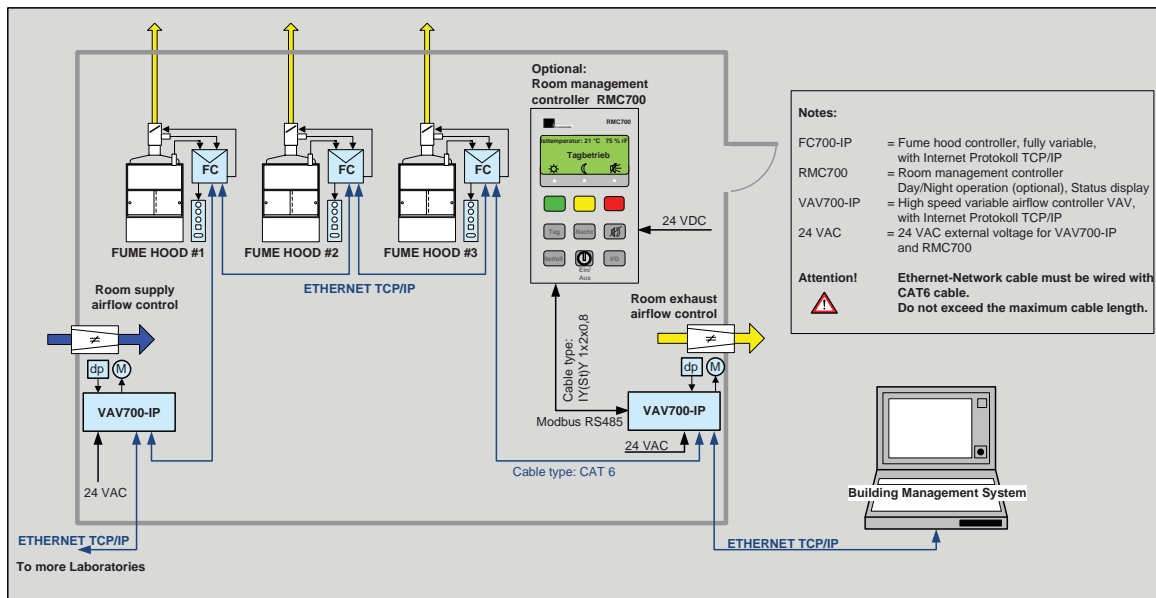 Optional:
Room management
controller RMC700
RMC700
Isttemperatur: 21 °C 75 % rF
Tagbetrieb
Tag
Nacht
Notfall
I/O
Ein/
Aus
24 VDC
FC
FC
FC
FUME HOOD #1
FUME HOOD #2
FUME HOOD #3
ETHERNET TCP/IP
Room supply
airflow control
≠
dp
M
VAV700-IP
24 VAC
ETHERNET TCP/IP
To more Laboratories
Room exhaust
airflow control
≠
dp
M
VAV700-IP
Cable type:
IY(St)Y 1x2x0,8
Modbus RS485
24 VAC
Cable type: CAT 6
ETHERNET TCP/IP
Building Management System
Notes:
FC700-IP = Fume hood controller, fully variable,
with Internet Protokoll TCP/IP
RMC700 = Room management controller
Day/Night operation (optional), Status display
VAV700-IP = High speed variable airflow controller VAV,
with Internet Protokoll TCP/IP
24 VAC = 24 VAC external voltage for VAV700-IP
and RMC700
Attention! Ethernet-Network cable must be wired with
CAT6 cable.
Do not exceed the maximum cable length.